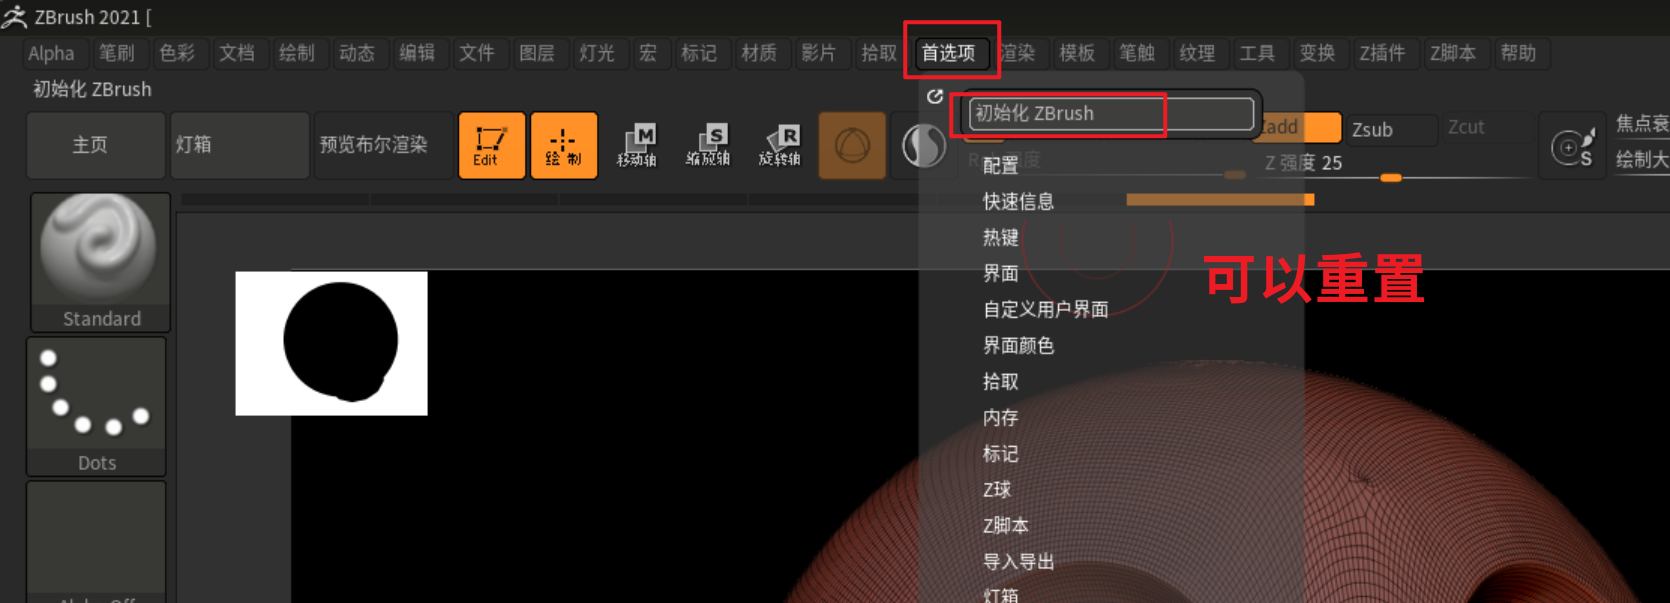 ZBrush 2021 [
Alpha 笔刷 色彩 文档 绘制 动态 编辑 文件 图层 灯光 宏 标记 材质 影片 拾取 首选项 渲染 模板 笔触 纹理 工具 变换 Z插件 Z脚本 帮助
初始化 ZBrush
初始化 ZBrush
主页 灯箱 预览布尔渲染 Edit 绘制 M 移动轴 S 缩放轴 R 旋转轴
Zadd Zsub Zcut
Z 强度 25
S
焦点衰
绘制大
Standard
Dots
Alpha Off
配置
快速信息
热键
界面
自定义用户界面
界面颜色
拾取
内存
标记
Z球
Z脚本
导入导出
灯箱
可以重置